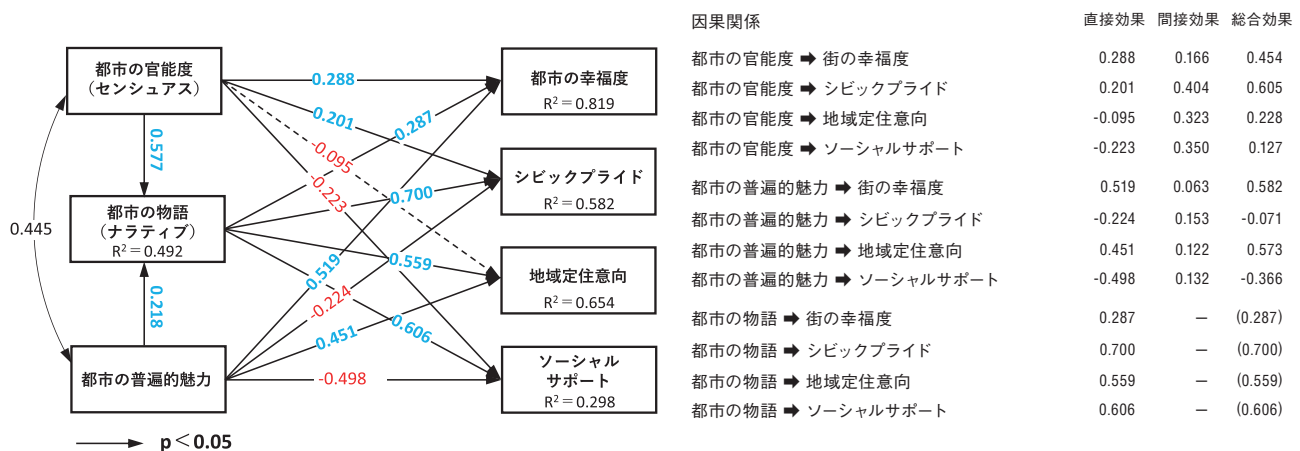 都市の官能度
（センシュアス）
0.577
都市の物語
（ナラティブ）
R²＝0.492
0.445
0.218
都市の普遍的魅力
0.288
0.201
-0.095
-0.223
0.287
0.700
0.559
0.606
0.519
-0.224
0.451
-0.498
都市の幸福度
R²＝0.819
シビックプライド
R²＝0.582
地域定住意向
R²＝0.654
ソーシャル
サポート
R²＝0.298
p＜0.05
因果関係 直接効果 間接効果 総合効果
都市の官能度 ➡ 街の幸福度 0.288 0.166 0.454
都市の官能度 ➡ シビックプライド 0.201 0.404 0.605
都市の官能度 ➡ 地域定住意向 -0.095 0.323 0.228
都市の官能度 ➡ ソーシャルサポート -0.223 0.350 0.127
都市の普遍的魅力 ➡ 街の幸福度 0.519 0.063 0.582
都市の普遍的魅力 ➡ シビックプライド -0.224 0.153 -0.071
都市の普遍的魅力 ➡ 地域定住意向 0.451 0.122 0.573
都市の普遍的魅力 ➡ ソーシャルサポート -0.498 0.132 -0.366
都市の物語 ➡ 街の幸福度 0.287 — (0.287)
都市の物語 ➡ シビックプライド 0.700 — (0.700)
都市の物語 ➡ 地域定住意向 0.559 — (0.559)
都市の物語 ➡ ソーシャルサポート 0.606 — (0.606)